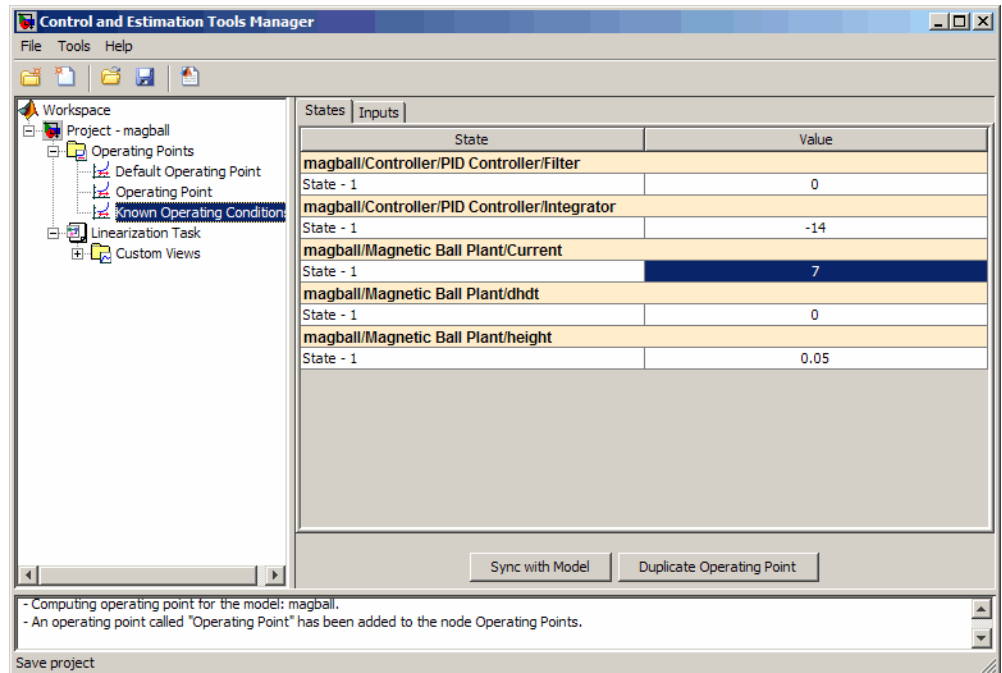 Control and Estimation Tools Manager
File Tools Help
Workspace
Project - magball
Operating Points
Default Operating Point
Operating Point
Known Operating Conditions
Linearization Task
Custom Views
States Inputs
State Value
magball/Controller/PID Controller/Filter
State - 1 0
magball/Controller/PID Controller/Integrator
State - 1 -14
magball/Magnetic Ball Plant/Current
State - 1 7
magball/Magnetic Ball Plant/dhdt
State - 1 0
magball/Magnetic Ball Plant/height
State - 1 0.05
Sync with Model Duplicate Operating Point
- Computing operating point for the model: magball.
- An operating point called "Operating Point" has been added to the node Operating Points.
Save project